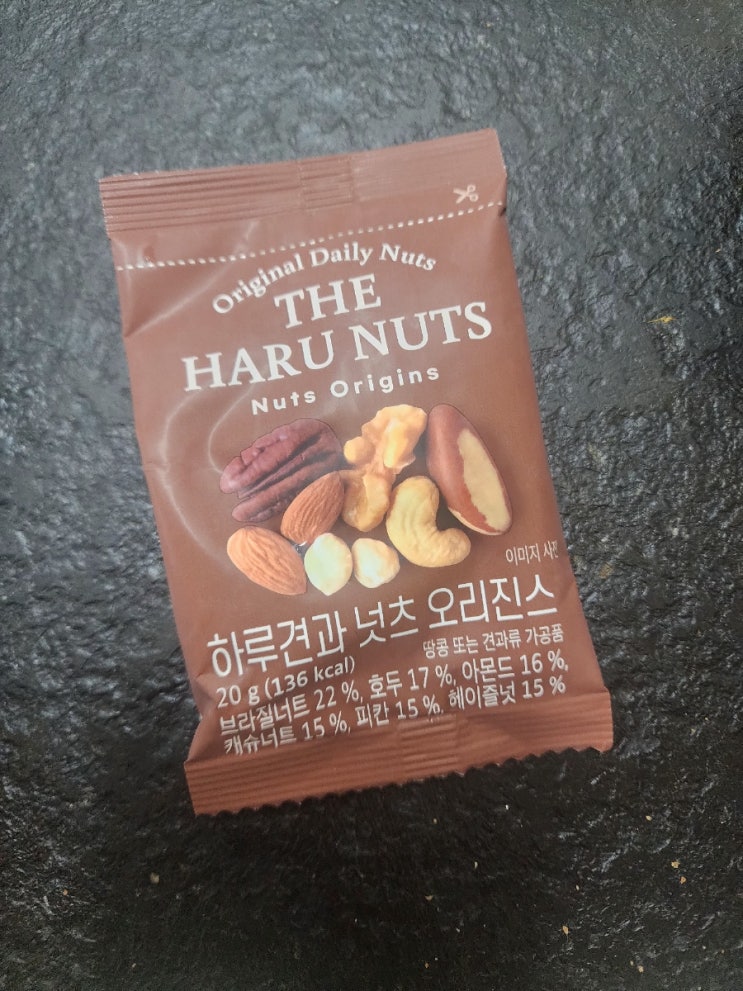 Original Daily Nuts
THE
HARU NUTS
Nuts Origins
이미지 사진
하루견과 넛츠 오리진스
땅콩 또는 견과류 가공품
20 g (136 kcal)
브라질너트 22 %, 호두 17 %, 아몬드 16 %,
캐슈너트 15 %, 피칸 15 %, 헤이즐넛 15 %